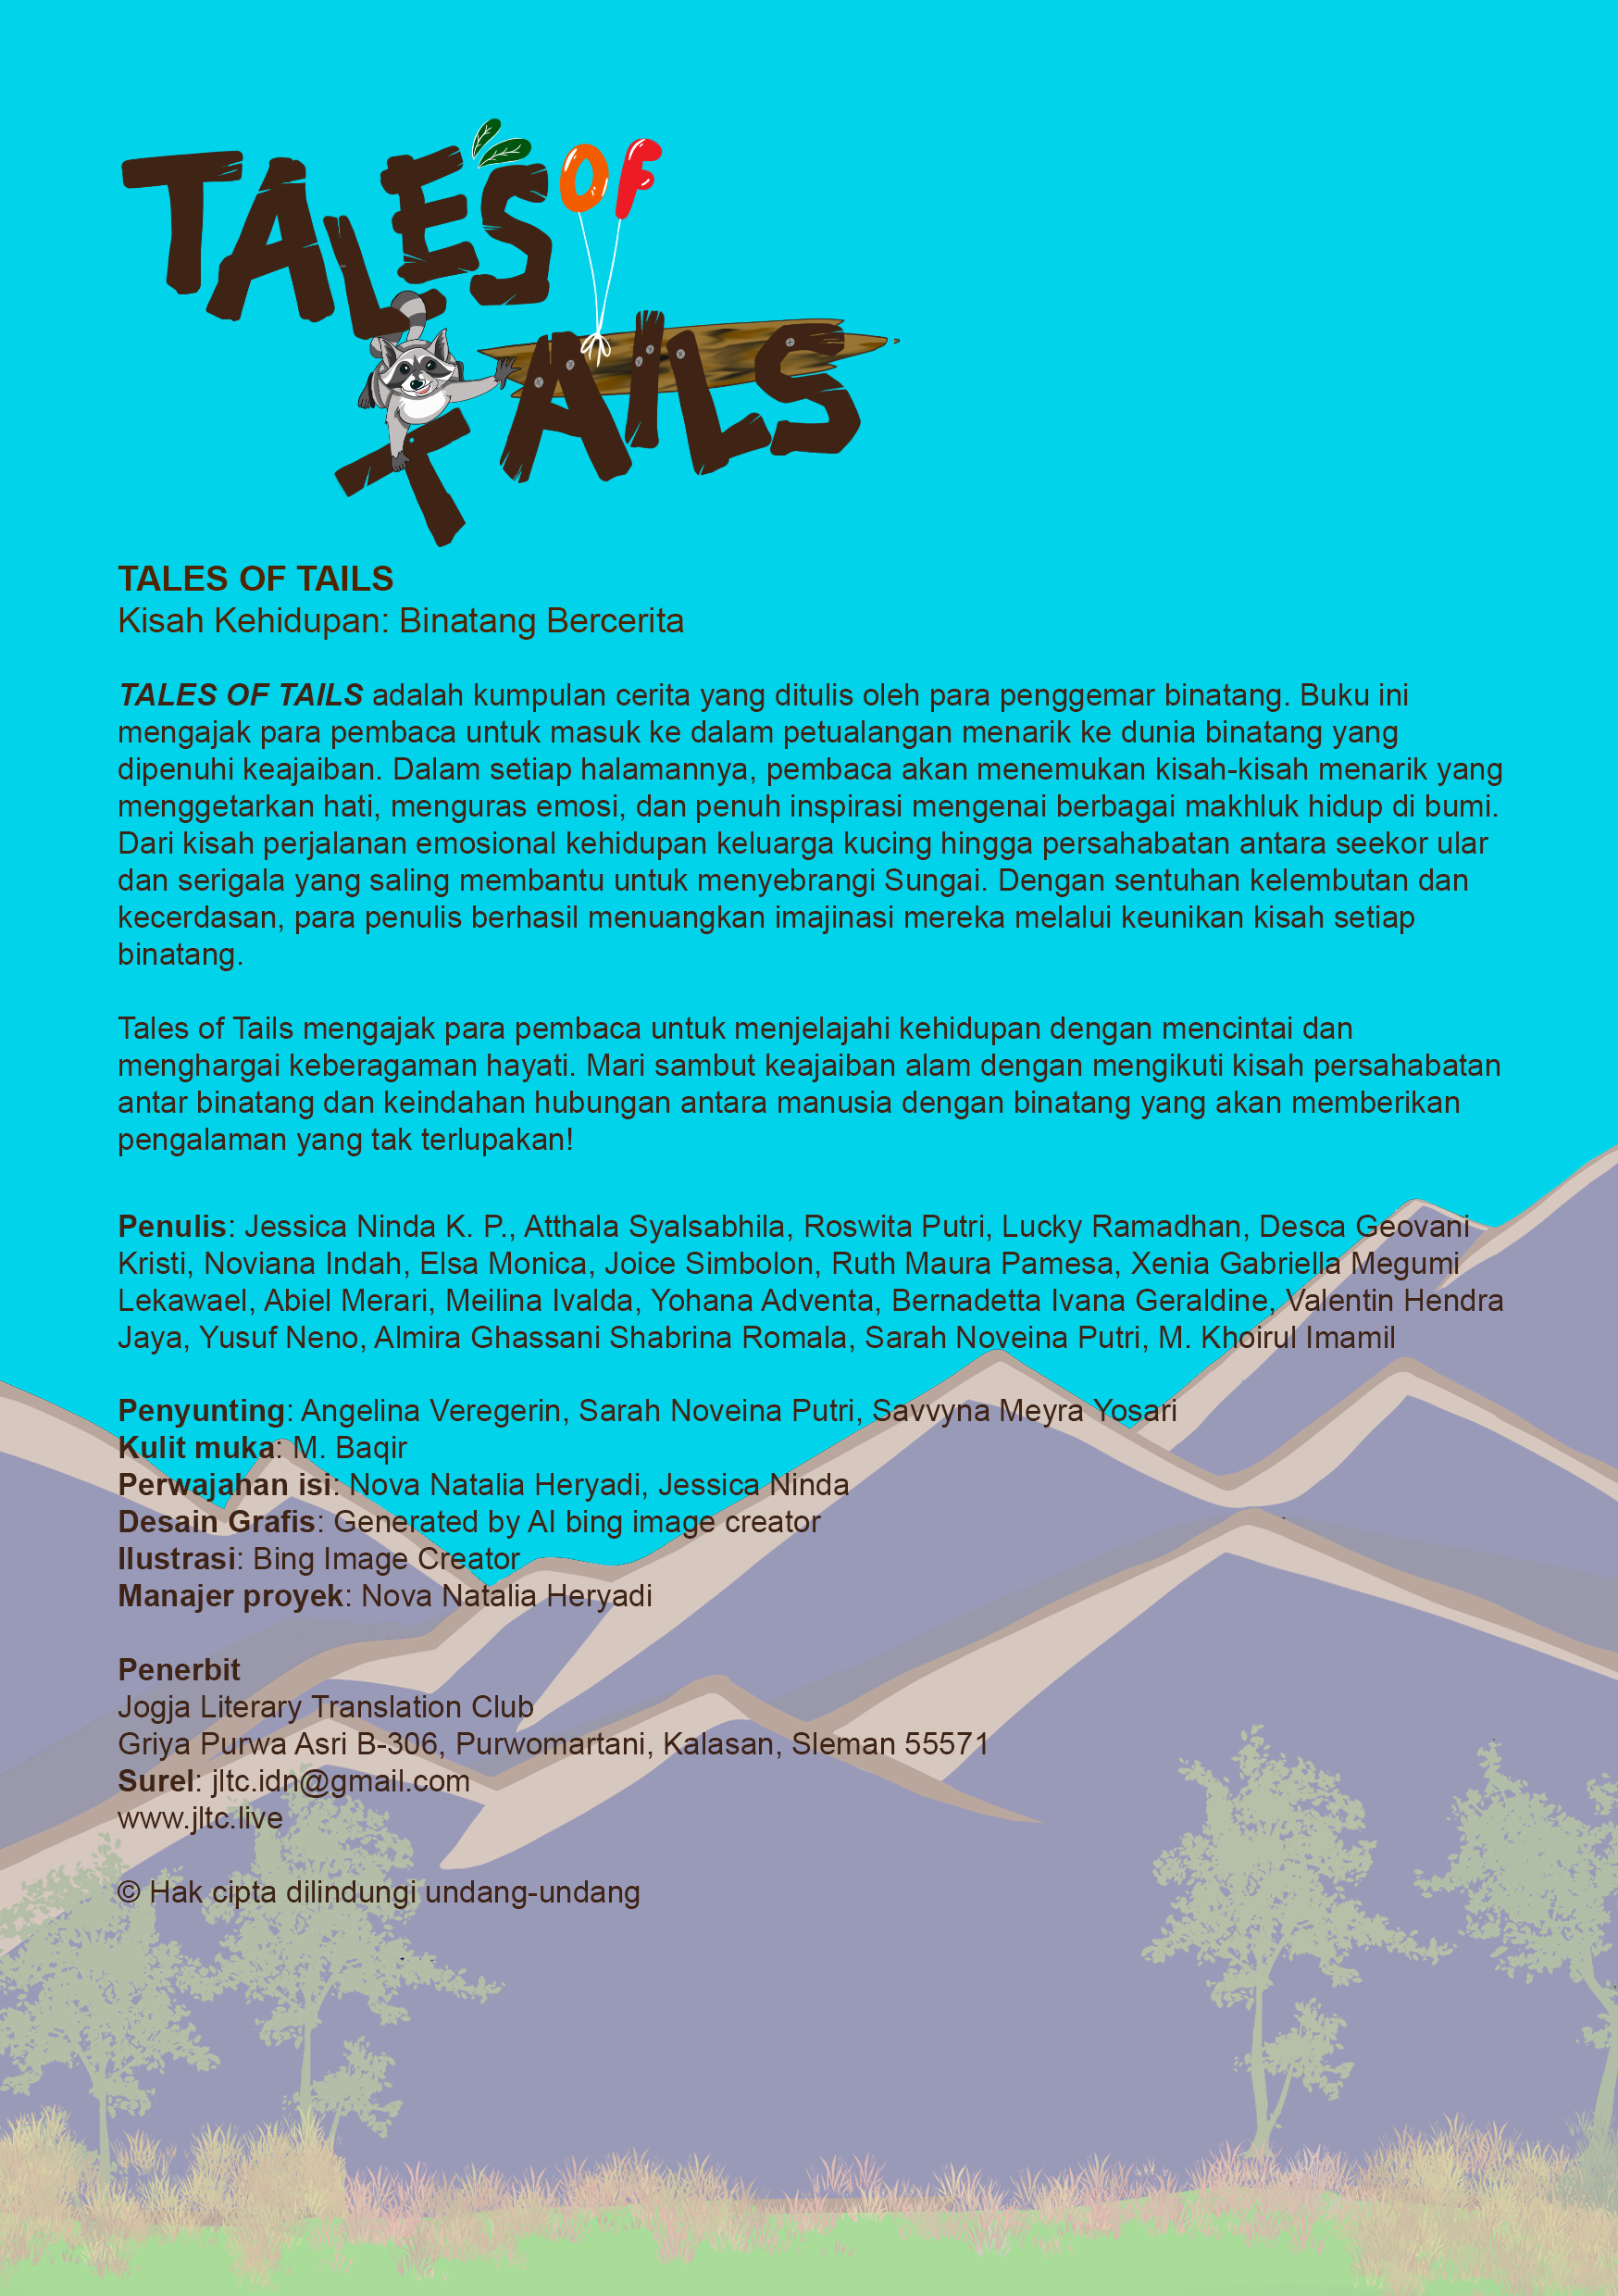 TALES OF
TAILS
TALES OF TAILS
Kisah Kehidupan: Binatang Bercerita
TALES OF TAILS adalah kumpulan cerita yang ditulis oleh para penggemar binatang. Buku ini
mengajak para pembaca untuk masuk ke dalam petualangan menarik ke dunia binatang yang
dipenuhi keajaiban. Dalam setiap halamannya, pembaca akan menemukan kisah-kisah menarik yang
menggetarkan hati, menguras emosi, dan penuh inspirasi mengenai berbagai makhluk hidup di bumi.
Dari kisah perjalanan emosional kehidupan keluarga kucing hingga persahabatan antara seekor ular
dan serigala yang saling membantu untuk menyebrangi Sungai. Dengan sentuhan kelembutan dan
kecerdasan, para penulis berhasil menuangkan imajinasi mereka melalui keunikan kisah setiap
binatang.
Tales of Tails mengajak para pembaca untuk menjelajahi kehidupan dengan mencintai dan
menghargai keberagaman hayati. Mari sambut keajaiban alam dengan mengikuti kisah persahabatan
antar binatang dan keindahan hubungan antara manusia dengan binatang yang akan memberikan
pengalaman yang tak terlupakan!
Penulis: Jessica Ninda K. P., Atthala Syalsabhila, Roswita Putri, Lucky Ramadhan, Desca Geovani
Kristi, Noviana Indah, Elsa Monica, Joice Simbolon, Ruth Maura Pamesa, Xenia Gabriella Megumi
Lekawael, Abiel Merari, Meilina Ivalda, Yohana Adventa, Bernadetta Ivana Geraldine, Valentin Hendra
Jaya, Yusuf Neno, Almira Ghassani Shabrina Romala, Sarah Noveina Putri, M. Khoirul Imamil
Penyunting: Angelina Veregerin, Sarah Noveina Putri, Savvyna Meyra Yosari
Kulit muka: M. Baqir
Perwajahan isi: Nova Natalia Heryadi, Jessica Ninda
Desain Grafis: Generated by AI bing image creator
Ilustrasi: Bing Image Creator
Manajer proyek: Nova Natalia Heryadi
Penerbit
Jogja Literary Translation Club
Griya Purwa Asri B-306, Purwomartani, Kalasan, Sleman 55571
Surel: jltc.idn@gmail.com
www.jltc.live
© Hak cipta dilindungi undang-undang